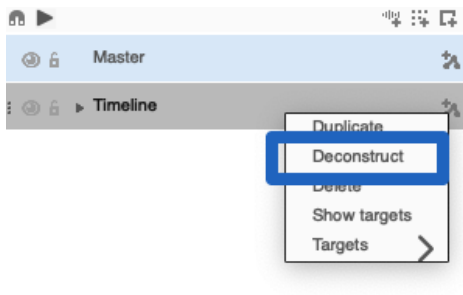 Master
Timeline
Duplicate
Deconstruct
Delete
Show targets
Targets